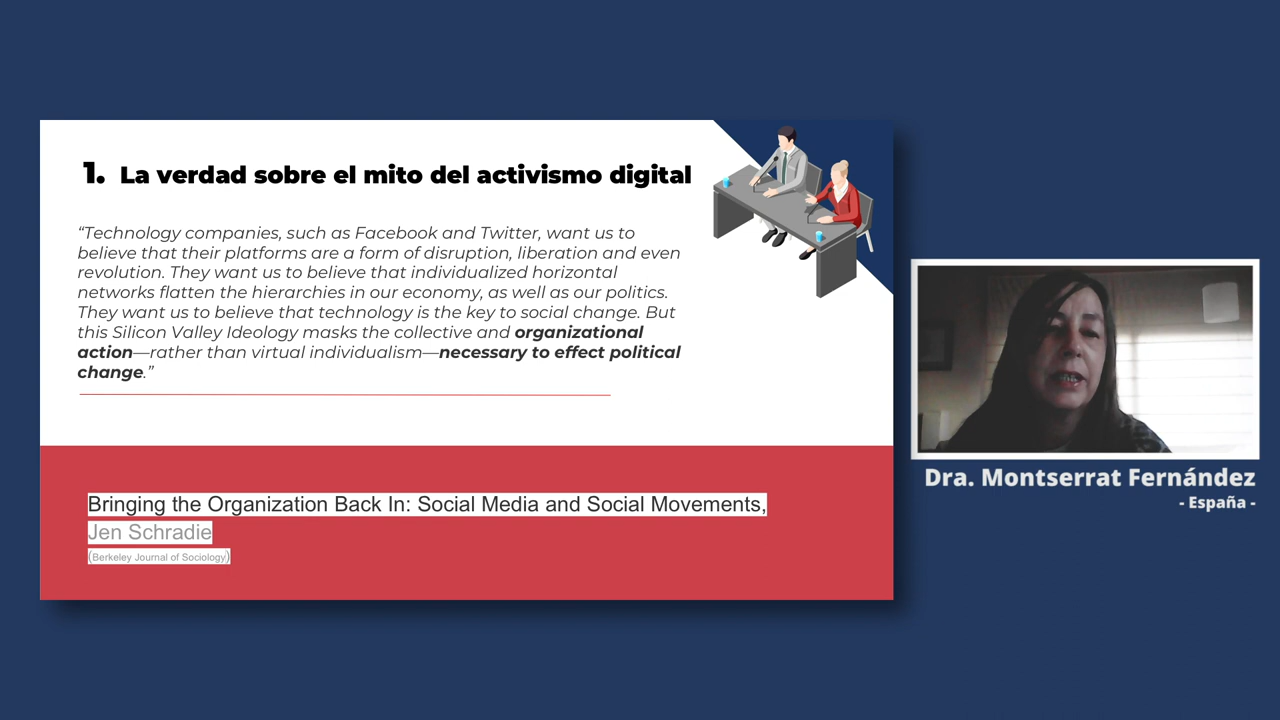 1. La verdad sobre el mito del activismo digital
“Technology companies, such as Facebook and Twitter, want us to
believe that their platforms are a form of disruption, liberation and even
revolution. They want us to believe that individualized horizontal
networks flatten the hierarchies in our economy, as well as our politics.
They want us to believe that technology is the key to social change. But
this Silicon Valley Ideology masks the collective and organizational
action—rather than virtual individualism—necessary to effect political
change.”
Bringing the Organization Back In: Social Media and Social Movements,
Jen Schradie
(Berkeley Journal of Sociology)
Dra. Montserrat Fernández
- España -